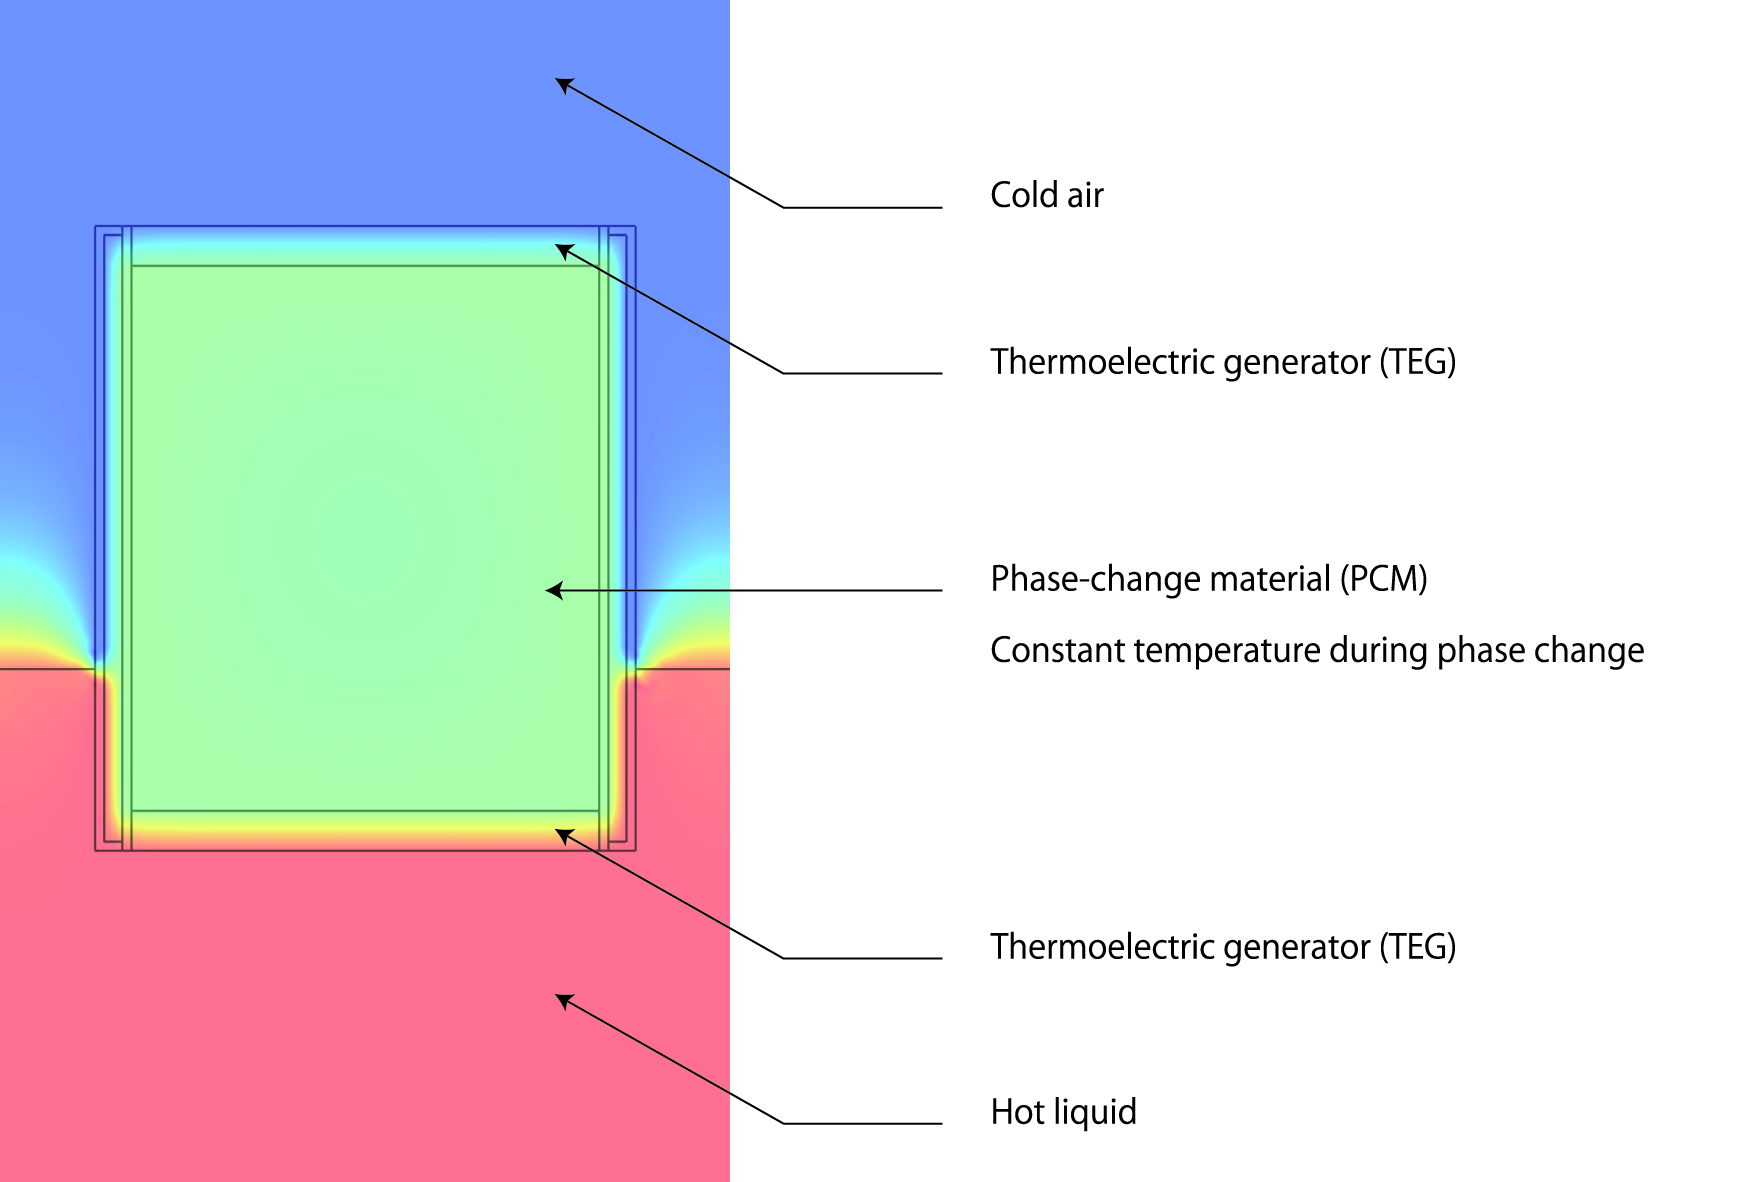 Cold air
Thermoelectric generator (TEG)
Phase-change material (PCM)
Constant temperature during phase change
Thermoelectric generator (TEG)
Hot liquid